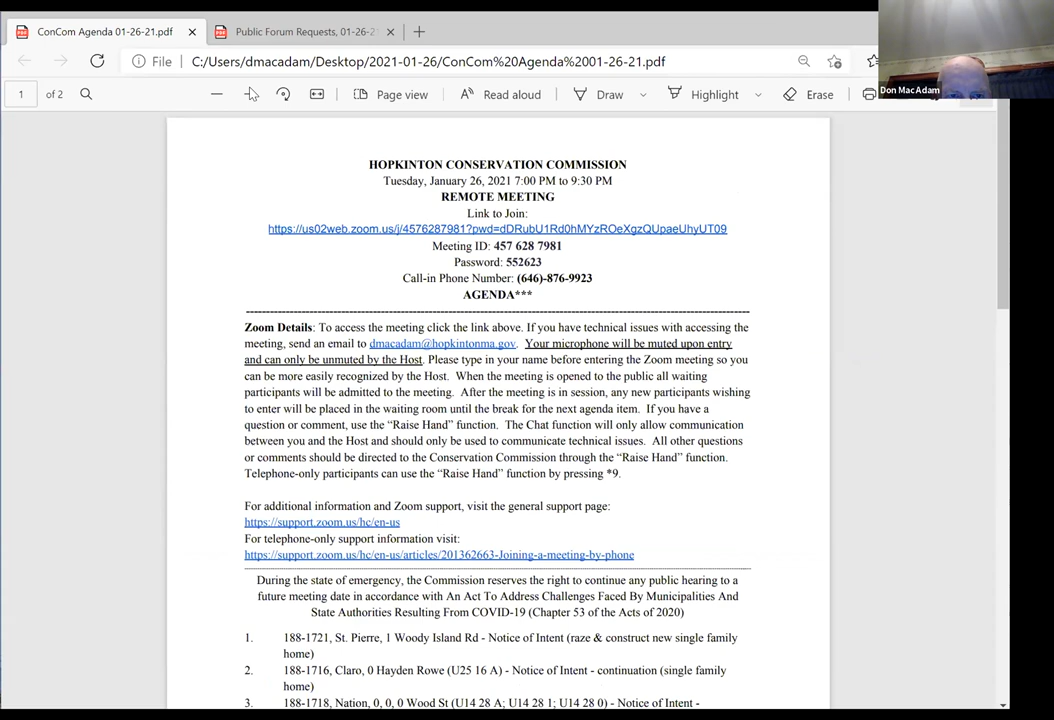 ConCom Agenda 01-26-21.pdf
Public Forum Requests, 01-26-2
File
C:/Users/dmacadam/Desktop/2021-01-26/ConCom%20Agenda%2001-26-21.pdf
1 of 2
Page view
Read aloud
Draw
Highlight
Erase
Don MacAdam
HOPKINTON CONSERVATION COMMISSION
Tuesday, January 26, 2021 7:00 PM to 9:30 PM
REMOTE MEETING
Link to Join:
https://us02web.zoom.us/j/4576287981?pwd=dDRubU1Rd0hMYzROeXgzQUpaeUhyUT09
Meeting ID: 457 628 7981
Password: 552623
Call-in Phone Number: (646)-876-9923
AGENDA***
Zoom Details: To access the meeting click the link above. If you have technical issues with accessing the
meeting, send an email to dmacadam@hopkintonma.gov. Your microphone will be muted upon entry
and can only be unmuted by the Host. Please type in your name before entering the Zoom meeting so you
can be more easily recognized by the Host. When the meeting is opened to the public all waiting
participants will be admitted to the meeting. After the meeting is in session, any new participants wishing
to enter will be placed in the waiting room until the break for the next agenda item. If you have a
question or comment, use the “Raise Hand” function. The Chat function will only allow communication
between you and the Host and should only be used to communicate technical issues. All other questions
or comments should be directed to the Conservation Commission through the “Raise Hand” function.
Telephone-only participants can use the “Raise Hand” function by pressing *9.
For additional information and Zoom support, visit the general support page:
https://support.zoom.us/hc/en-us
For telephone-only support information visit:
https://support.zoom.us/hc/en-us/articles/201362663-Joining-a-meeting-by-phone
During the state of emergency, the Commission reserves the right to continue any public hearing to a
future meeting date in accordance with An Act To Address Challenges Faced By Municipalities And
State Authorities Resulting From COVID-19 (Chapter 53 of the Acts of 2020)
1. 188-1721, St. Pierre, 1 Woody Island Rd - Notice of Intent (raze & construct new single family
home)
2. 188-1716, Claro, 0 Hayden Rowe (U25 16 A) - Notice of Intent - continuation (single family
home)
3. 188-1718, Nation, 0, 0, 0 Wood St (U14 28 A; U14 28 1; U14 28 0) - Notice of Intent -